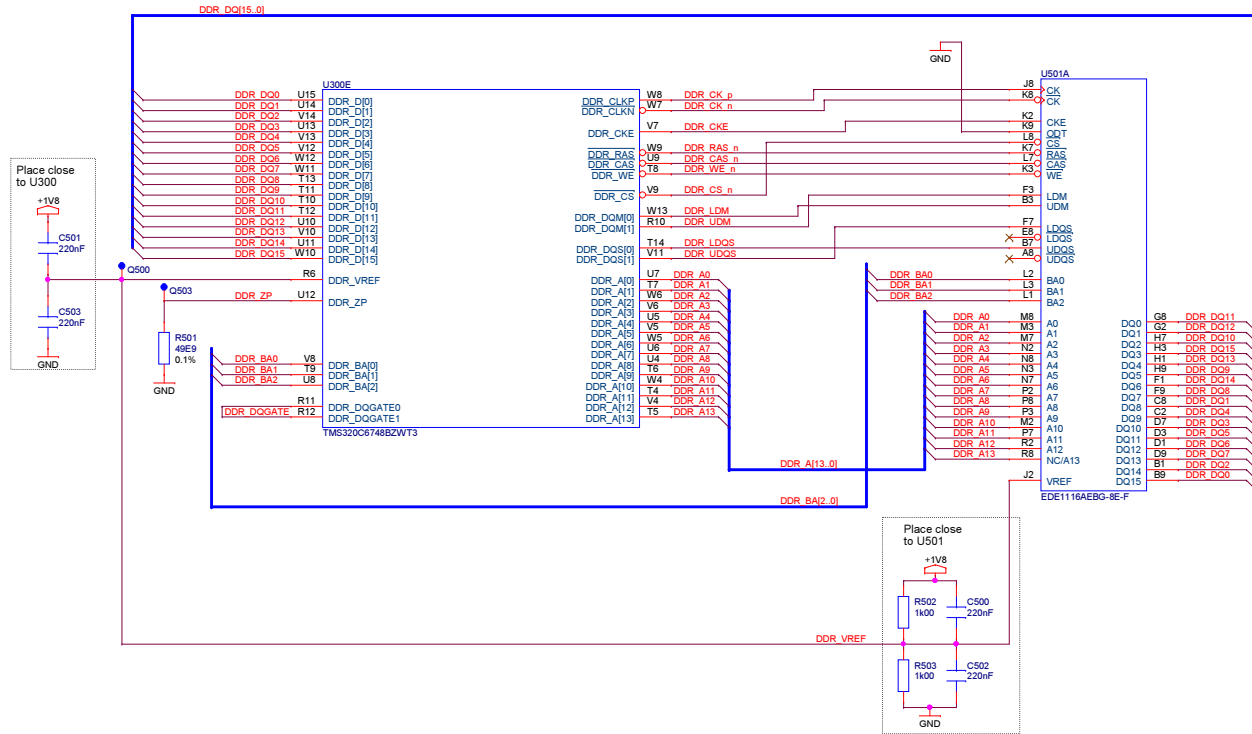 DDR_DQ[15..0]
GND
U300E
U501A
DDR_DQ0 U15 DDR_D[0]
DDR_DQ1 U14 DDR_D[1]
DDR_DQ2 V14 DDR_D[2]
DDR_DQ3 U13 DDR_D[3]
DDR_DQ4 V13 DDR_D[4]
DDR_DQ5 V12 DDR_D[5]
DDR_DQ6 W12 DDR_D[6]
DDR_DQ7 W11 DDR_D[7]
DDR_DQ8 T13 DDR_D[8]
DDR_DQ9 T11 DDR_D[9]
DDR_DQ10 T10 DDR_D[10]
DDR_DQ11 T12 DDR_D[11]
DDR_DQ12 U10 DDR_D[12]
DDR_DQ13 V10 DDR_D[13]
DDR_DQ14 U11 DDR_D[14]
DDR_DQ15 W10 DDR_D[15]
Q500
R6 DDR_VREF
Q503
DDR_ZP U12 DDR_ZP
R501
49E9
0.1%
GND
DDR_BA0 V8 DDR_BA[0]
DDR_BA1 T9 DDR_BA[1]
DDR_BA2 U8 DDR_BA[2]
R11 DDR_DQGATE0
DDR_DQGATE R12 DDR_DQGATE1
TMS320C6748BZWT3
Place close
to U300
+1V8
C501
220nF
C503
220nF
GND
DDR_CLKP W8 DDR_CK_p
DDR_CLKN W7 DDR_CK_n
DDR_CKE V7 DDR_CKE
DDR_RAS W9 DDR_RAS_n
DDR_CAS U9 DDR_CAS_n
DDR_WE T8 DDR_WE_n
DDR_CS V9 DDR_CS_n
DDR_DQM[0] W13 DDR_LDM
DDR_DQM[1] R10 DDR_UDM
DDR_DQS[0] T14 DDR_LDQS
DDR_DQS[1] V11 DDR_UDQS
DDR_A[0] U7 DDR_A0
DDR_A[1] T7 DDR_A1
DDR_A[2] W6 DDR_A2
DDR_A[3] V6 DDR_A3
DDR_A[4] U5 DDR_A4
DDR_A[5] V5 DDR_A5
DDR_A[6] W5 DDR_A6
DDR_A[7] U6 DDR_A7
DDR_A[8] U4 DDR_A8
DDR_A[9] T6 DDR_A9
DDR_A[10] W4 DDR_A10
DDR_A[11] T4 DDR_A11
DDR_A[12] V4 DDR_A12
DDR_A[13] T5 DDR_A13
DDR_A[13..0]
DDR_BA[2..0]
J8 CK
K8 CK
K2 CKE
K9 ODT
L8 CS
K7 RAS
L7 CAS
K3 WE
F3 LDM
B3 UDM
F7 LDQS
E8 LDQS
B7 UDQS
A8 UDQS
DDR_BA0 L2 BA0
DDR_BA1 L3 BA1
DDR_BA2 L1 BA2
DDR_A0 M8 A0
DDR_A1 M3 A1
DDR_A2 M7 A2
DDR_A3 N2 A3
DDR_A4 N8 A4
DDR_A5 N3 A5
DDR_A6 N7 A6
DDR_A7 P2 A7
DDR_A8 P8 A8
DDR_A9 P3 A9
DDR_A10 M2 A10
DDR_A11 P7 A11
DDR_A12 R2 A12
DDR_A13 R8 NC/A13
J2 VREF
DQ0 G8 DDR_DQ11
DQ1 G2 DDR_DQ12
DQ2 H7 DDR_DQ10
DQ3 H3 DDR_DQ15
DQ4 H1 DDR_DQ13
DQ5 H9 DDR_DQ9
DQ6 F1 DDR_DQ14
DQ7 F9 DDR_DQ8
DQ8 C8 DDR_DQ1
DQ9 C2 DDR_DQ4
DQ10 D7 DDR_DQ3
DQ11 D3 DDR_DQ5
DQ12 D1 DDR_DQ6
DQ13 D9 DDR_DQ7
DQ14 B1 DDR_DQ2
DQ15 B9 DDR_DQ0
EDE1116AEBG-8E-F
Place close
to U501
+1V8
R502
1k00
C500
220nF
DDR_VREF
R503
1k00
C502
220nF
GND